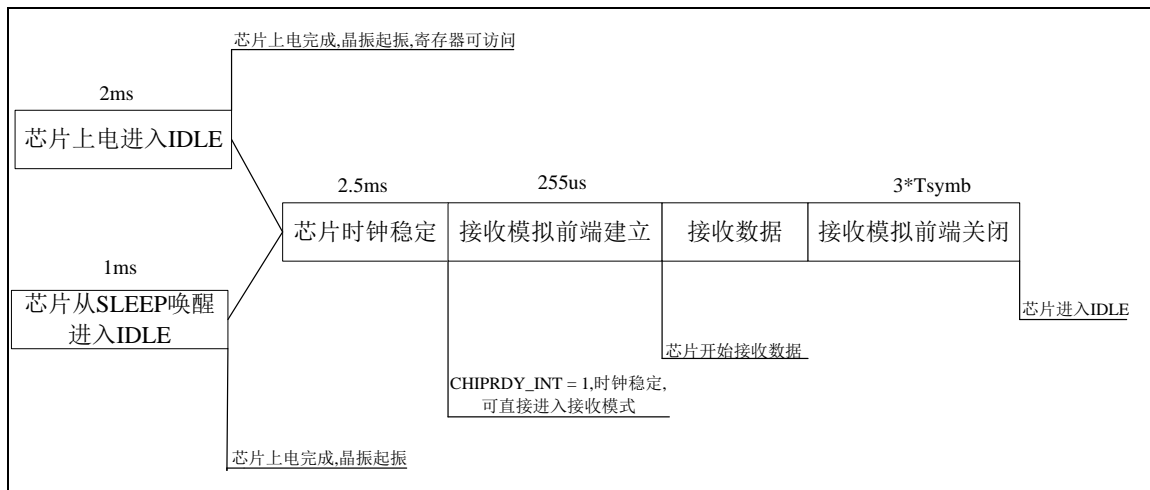 芯片上电完成,晶振起振,寄存器可访问
2ms
芯片上电进入IDLE
2.5ms
255us
3*Tsymb
芯片时钟稳定
接收模拟前端建立
接收数据
接收模拟前端关闭
1ms
芯片从SLEEP唤醒
进入IDLE
芯片进入IDLE
芯片开始接收数据
CHIPRDY_INT = 1,时钟稳定,
可直接进入接收模式
芯片上电完成,晶振起振